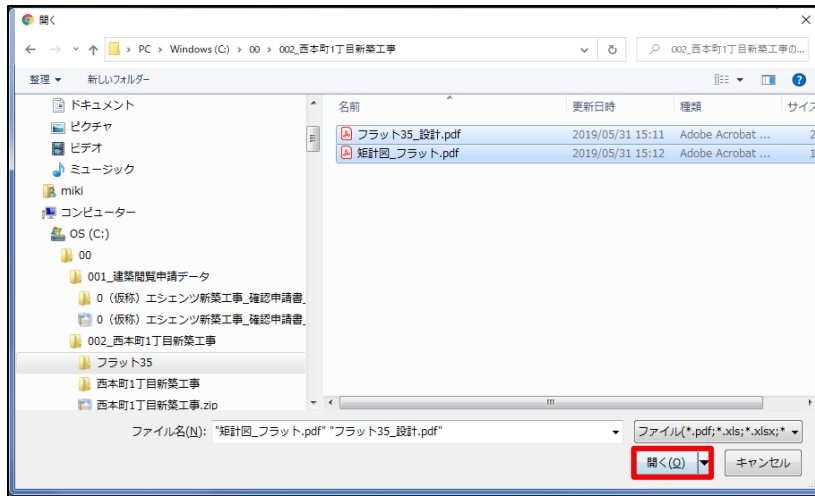 開く
PC › Windows (C:) › 00 › 002_西本町1丁目新築工事
002_西本町1丁目新築工事の...
整理 ▼ 新しいフォルダー
ドキュメント
ピクチャ
ビデオ
ミュージック
miki
コンピューター
OS (C:)
00
001_建築閲覧申請データ
0（仮称）エシェンツ新築工事_確認申請書_
0（仮称）エシェンツ新築工事_確認申請書_
002_西本町1丁目新築工事
フラット35
西本町1丁目新築工事
西本町1丁目新築工事.zip
名前 更新日時 種類 サイズ
フラット35_設計.pdf 2019/05/31 15:11 Adobe Acrobat ... 2
矩計図_フラット.pdf 2019/05/31 15:12 Adobe Acrobat ... 1
ファイル名(N): "矩計図_フラット.pdf" "フラット35_設計.pdf"
ファイル(*.pdf;*.xls;*.xlsx;*
開く(O) キャンセル